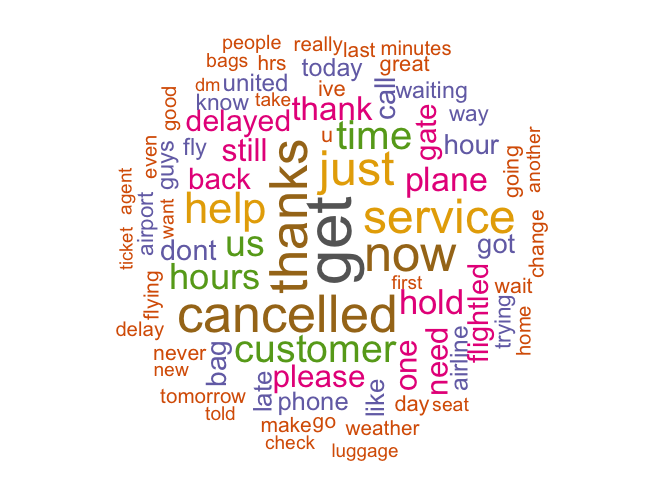 people
really
last
minutes
bags
hrs
today
great
dm
united
take
ive
call
waiting
good
know
thank
way
delayed
u
time
gate
hour
even
guys
fly
still
just
going
another
back
plane
agent
want
help
thanks
get
service
ticket
airport
dont
us
now
got
change
hours
first
flying
cancelled
hold
flightled
wait
trying
home
delay
customer
one
need
airline
never
new
bag
please
tomorrow
late
phone
like
day
seat
told
make
go
weather
check
luggage